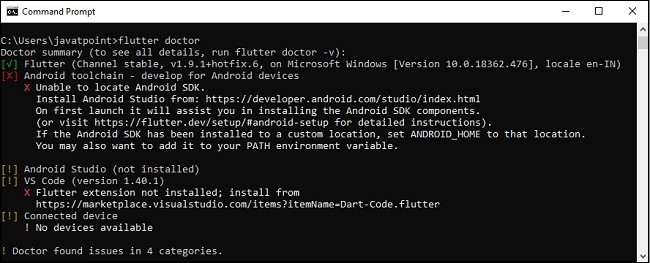 Command Prompt
C:\Users\javatpoint>flutter doctor
Doctor summary (to see all details, run flutter doctor -v):
[√] Flutter (Channel stable, v1.9.1+hotfix.6, on Microsoft Windows [Version 10.0.18362.476], locale en-IN)
[X] Android toolchain - develop for Android devices
X Unable to locate Android SDK.
Install Android Studio from: https://developer.android.com/studio/index.html
On first launch it will assist you in installing the Android SDK components.
(or visit https://flutter.dev/setup/#android-setup for detailed instructions).
If the Android SDK has been installed to a custom location, set ANDROID_HOME to that location.
You may also want to add it to your PATH environment variable.
[!] Android Studio (not installed)
[!] VS Code (version 1.40.1)
X Flutter extension not installed; install from
https://marketplace.visualstudio.com/items?itemName=Dart-Code.flutter
[!] Connected device
! No devices available
! Doctor found issues in 4 categories.